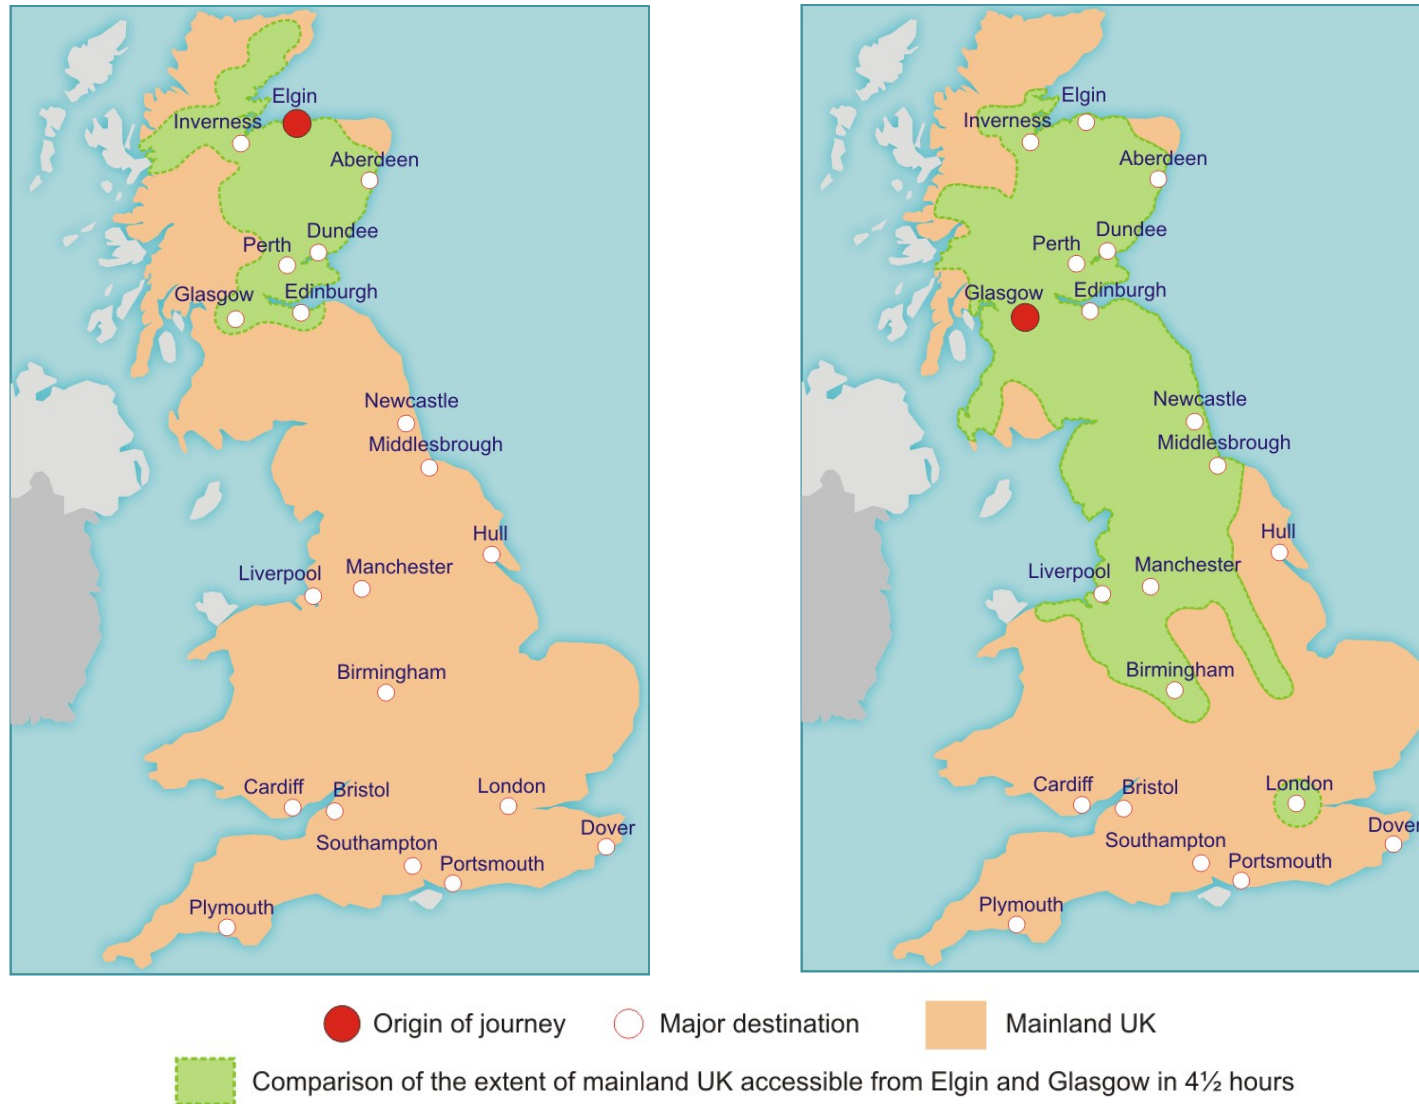 Elgin
Inverness
Aberdeen
Dundee
Perth
Glasgow
Edinburgh
Newcastle
Middlesbrough
Hull
Manchester
Liverpool
Birmingham
Cardiff
Bristol
London
Dover
Southampton
Portsmouth
Plymouth
Elgin
Inverness
Aberdeen
Dundee
Perth
Glasgow
Edinburgh
Newcastle
Middlesbrough
Hull
Manchester
Liverpool
Birmingham
Cardiff
Bristol
London
Dover
Southampton
Portsmouth
Plymouth
Origin of journey
Major destination
Mainland UK
Comparison of the extent of mainland UK accessible from Elgin and Glasgow in 4½ hours